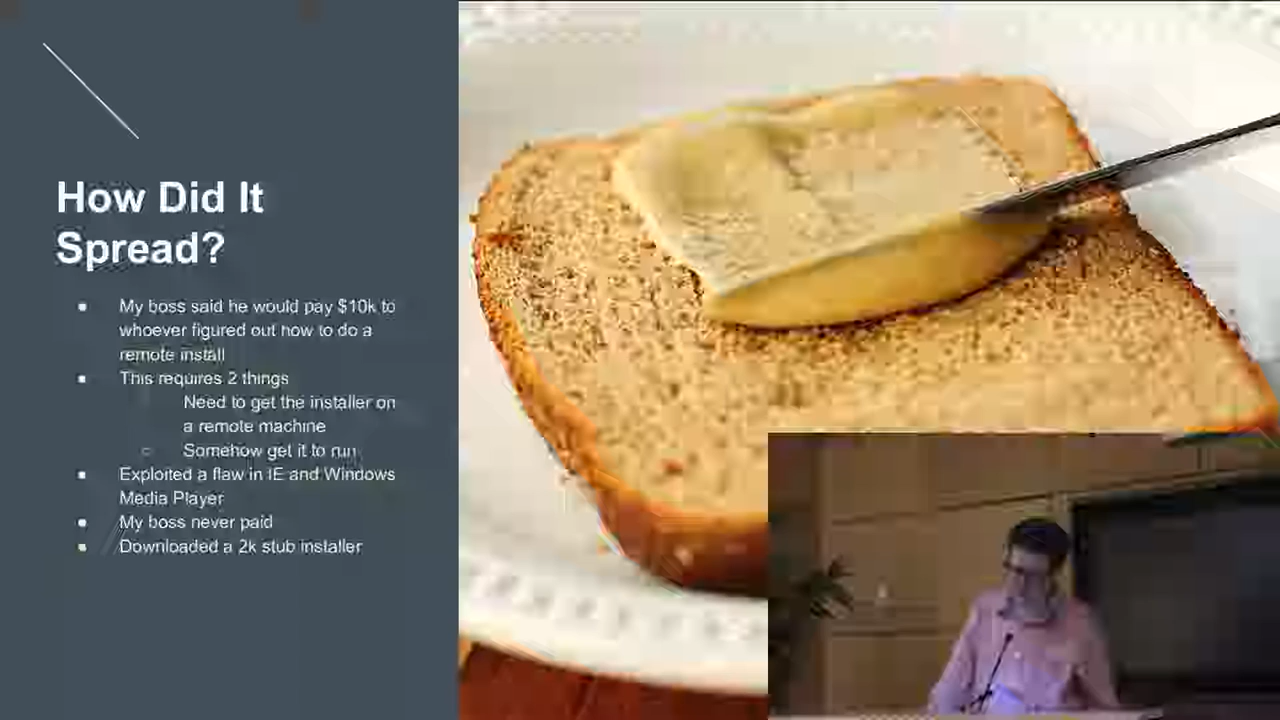 How Did It
Spread?
My boss said he would pay $10k to
whoever figured out how to do a
remote install
This requires 2 things
Need to get the installer on
a remote machine
Somehow get it to run
Exploited a flaw in IE and Windows
Media Player
My boss never paid
Downloaded a 2k stub installer